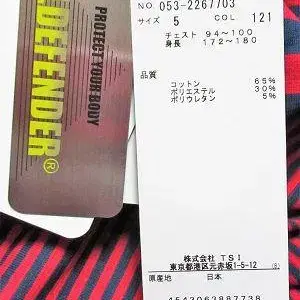 DEFENDER®
PROTECT YOUR BODY
NO. 053-2267703
サイズ 5 COL. 121
チェスト 94〜100
身長 172〜180
品質
コットン 65%
ポリエステル 30%
ポリウレタン 5%
株式会社 TSI
東京都港区元赤坂1-5-12 (8)
原産地 日本
4543063887738